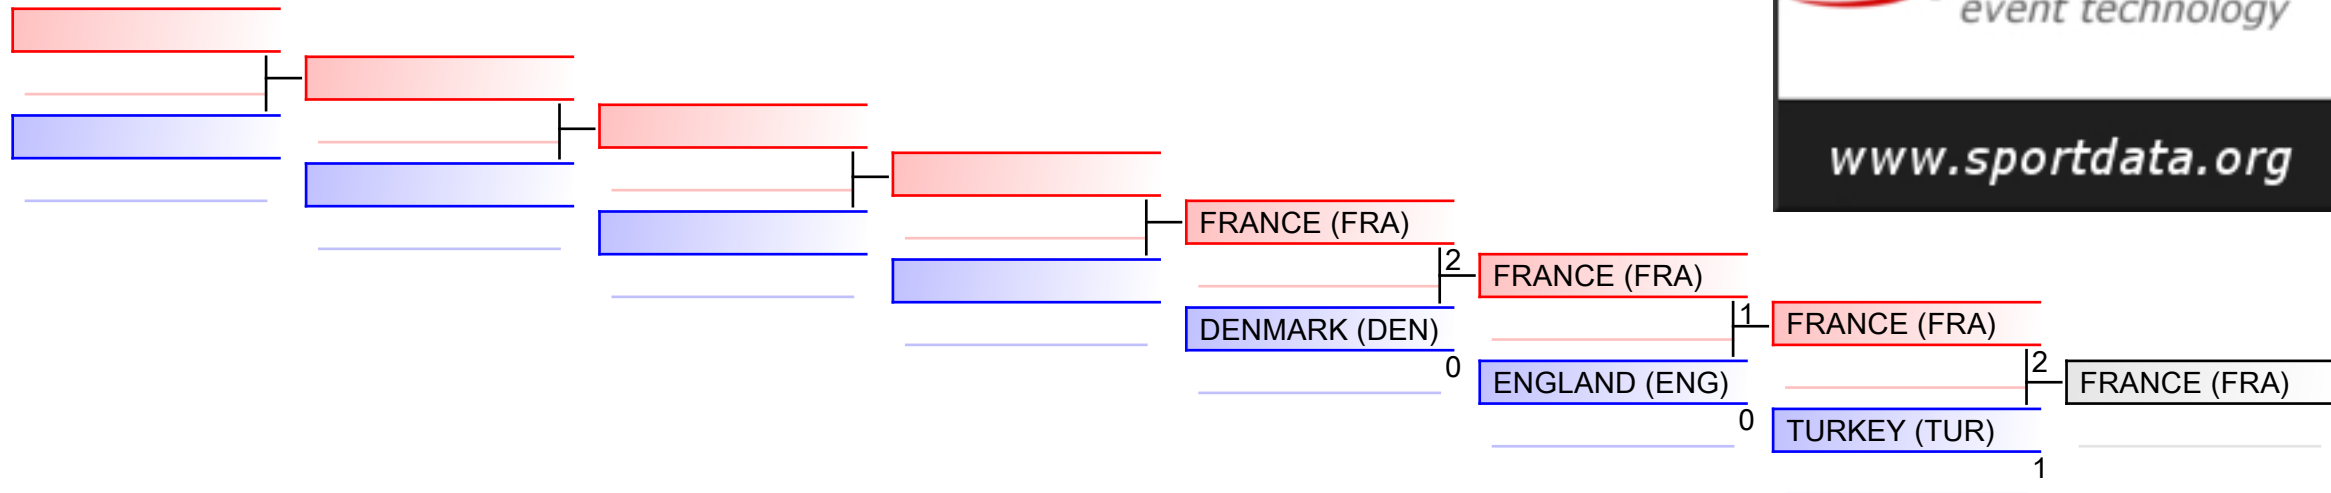 event technology
www.sportdata.org
FRANCE (FRA)
2
DENMARK (DEN)
0
FRANCE (FRA)
1
ENGLAND (ENG)
0
FRANCE (FRA)
2
TURKEY (TUR)
1
FRANCE (FRA)